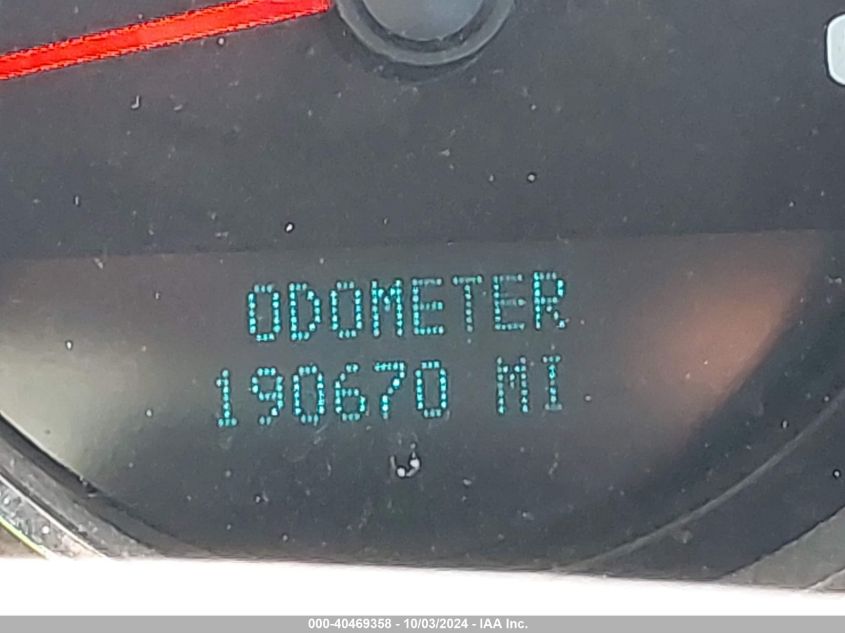 ODOMETER
190670 MI
000-40469358 - 10/03/2024 - IAA Inc.